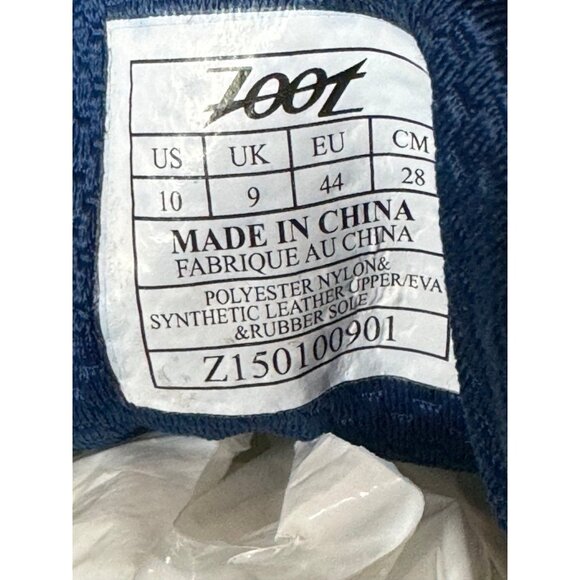 Zoot
US UK EU CM
10 9 44 28
MADE IN CHINA
FABRIQUE AU CHINA
POLYESTER NYLON&
SYNTHETIC LEATHER UPPER/EVA
&RUBBER SOLE
Z150100901